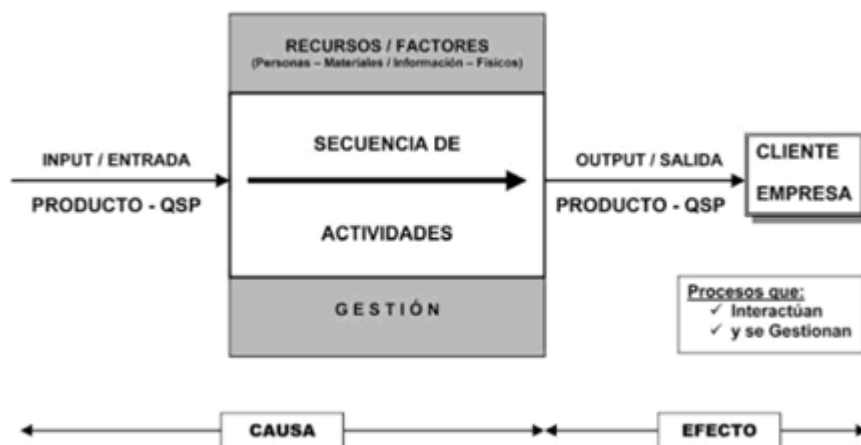 RECURSOS / FACTORES
(Personas – Materiales / Información – Físicos)
INPUT / ENTRADA
PRODUCTO - QSP
SECUENCIA DE
ACTIVIDADES
OUTPUT / SALIDA
PRODUCTO - QSP
CLIENTE
EMPRESA
GESTIÓN
Procesos que:
✓ Interactúan
✓ y se Gestionan
CAUSA
EFECTO